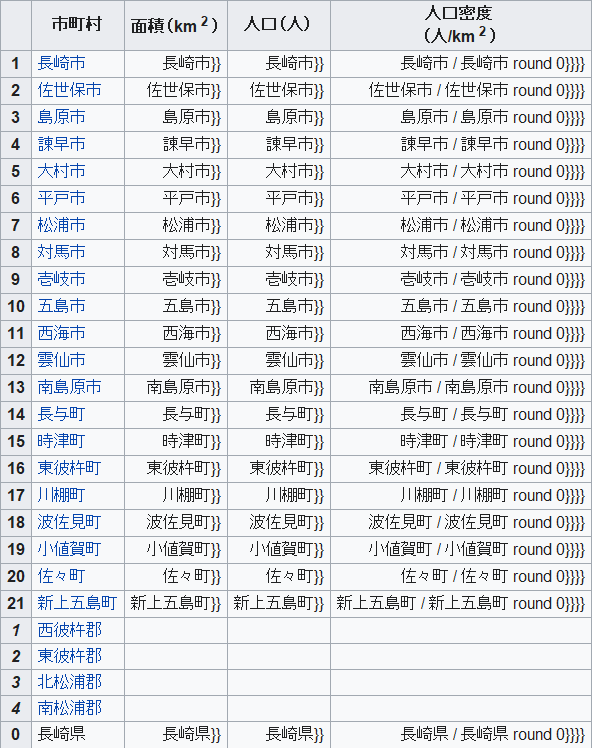 市町村 面積（km 2） 人口（人） 人口密度
（人/km 2）
1 長崎市 長崎市}} 長崎市}} 長崎市 / 長崎市 round 0}}}}
2 佐世保市 佐世保市}} 佐世保市}} 佐世保市 / 佐世保市 round 0}}}}
3 島原市 島原市}} 島原市}} 島原市 / 島原市 round 0}}}}
4 諫早市 諫早市}} 諫早市}} 諫早市 / 諫早市 round 0}}}}
5 大村市 大村市}} 大村市}} 大村市 / 大村市 round 0}}}}
6 平戸市 平戸市}} 平戸市}} 平戸市 / 平戸市 round 0}}}}
7 松浦市 松浦市}} 松浦市}} 松浦市 / 松浦市 round 0}}}}
8 対馬市 対馬市}} 対馬市}} 対馬市 / 対馬市 round 0}}}}
9 壱岐市 壱岐市}} 壱岐市}} 壱岐市 / 壱岐市 round 0}}}}
10 五島市 五島市}} 五島市}} 五島市 / 五島市 round 0}}}}
11 西海市 西海市}} 西海市}} 西海市 / 西海市 round 0}}}}
12 雲仙市 雲仙市}} 雲仙市}} 雲仙市 / 雲仙市 round 0}}}}
13 南島原市 南島原市}} 南島原市}} 南島原市 / 南島原市 round 0}}}}
14 長与町 長与町}} 長与町}} 長与町 / 長与町 round 0}}}}
15 時津町 時津町}} 時津町}} 時津町 / 時津町 round 0}}}}
16 東彼杵町 東彼杵町}} 東彼杵町}} 東彼杵町 / 東彼杵町 round 0}}}}
17 川棚町 川棚町}} 川棚町}} 川棚町 / 川棚町 round 0}}}}
18 波佐見町 波佐見町}} 波佐見町}} 波佐見町 / 波佐見町 round 0}}}}
19 小値賀町 小値賀町}} 小値賀町}} 小値賀町 / 小値賀町 round 0}}}}
20 佐々町 佐々町}} 佐々町}} 佐々町 / 佐々町 round 0}}}}
21 新上五島町 新上五島町}} 新上五島町}} 新上五島町 / 新上五島町 round 0}}}}
1 西彼杵郡
2 東彼杵郡
3 北松浦郡
4 南松浦郡
0 長崎県 長崎県}} 長崎県}} 長崎県 / 長崎県 round 0}}}}